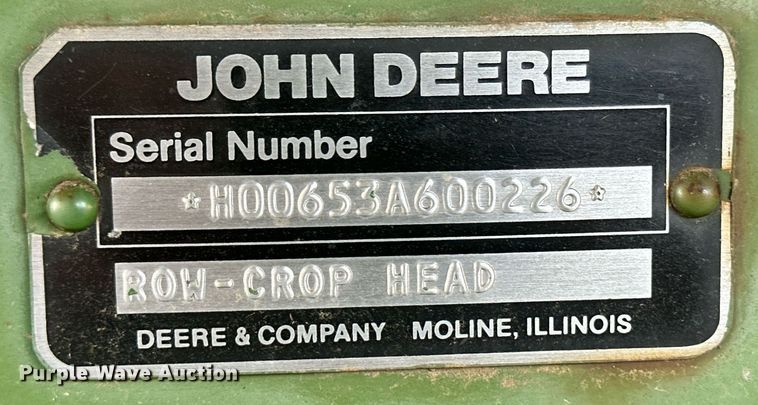 JOHN DEERE
Serial Number
*H00653A600226*
ROW-CROP HEAD
DEERE & COMPANY MOLINE, ILLINOIS
Purple Wave Auction